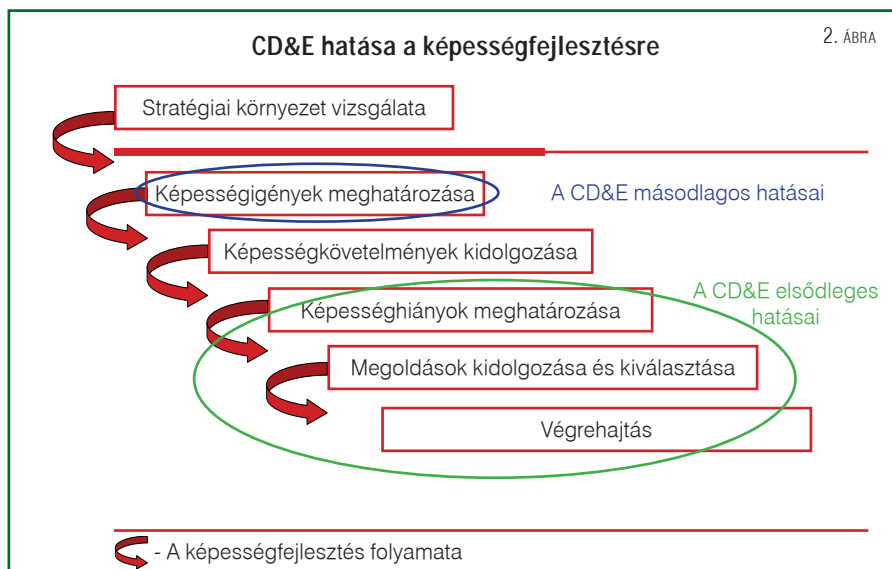 2. ÁBRA
CD&E hatása a képességfejlesztésre
Stratégiai környezet vizsgálata
Képességigények meghatározása
A CD&E másodlagos hatásai
Képességkövetelmények kidolgozása
Képességhiányok meghatározása
A CD&E elsődleges
hatásai
Megoldások kidolgozása és kiválasztása
Végrehajtás
- A képességfejlesztés folyamata